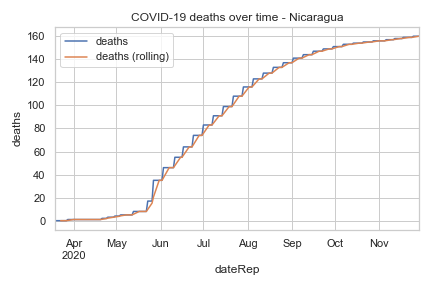 COVID-19 deaths over time - Nicaragua
deaths
deaths (rolling)
160
140
120
100
80
60
40
20
0
deaths
Apr May Jun Jul Aug Sep Oct Nov
2020
dateRep